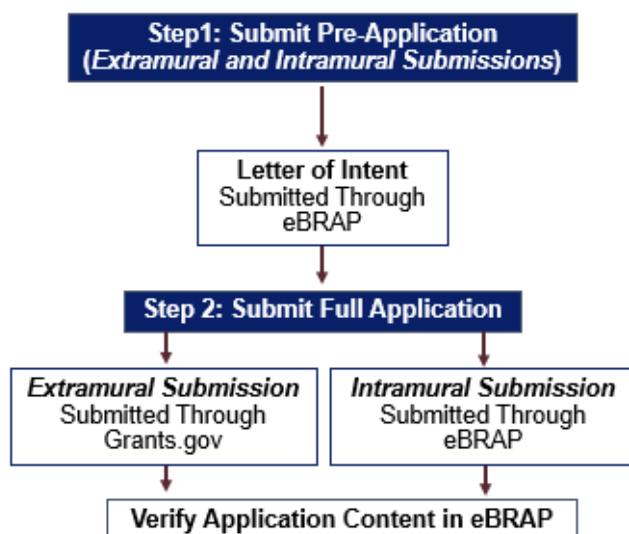 Step1: Submit Pre-Application
(Extramural and Intramural Submissions)
Letter of Intent
Submitted Through
eBRAP
Step 2: Submit Full Application
Extramural Submission
Submitted Through
Grants.gov
Intramural Submission
Submitted Through
eBRAP
Verify Application Content in eBRAP